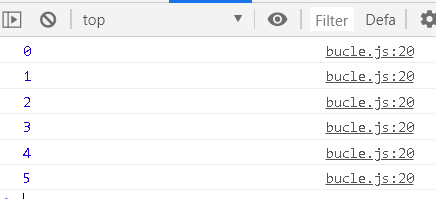 top Filter Defa
0 bucle.js:20
1 bucle.js:20
2 bucle.js:20
3 bucle.js:20
4 bucle.js:20
5 bucle.js:20